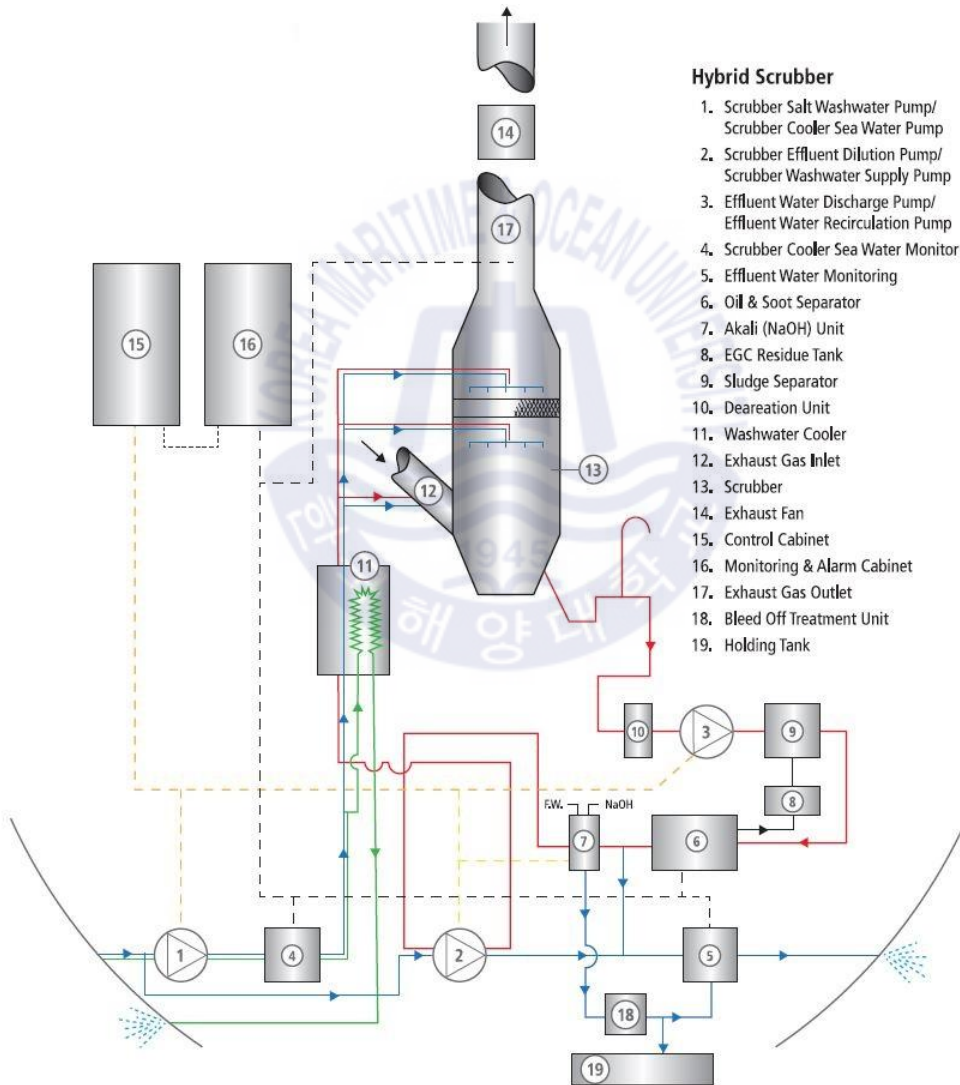 14
17
15
16
13
12
11
10
3
9
8
F.W.
NaOH
7
6
1
4
2
5
18
19
Hybrid Scrubber
1. Scrubber Salt Washwater Pump/
Scrubber Cooler Sea Water Pump
2. Scrubber Effluent Dilution Pump/
Scrubber Washwater Supply Pump
3. Effluent Water Discharge Pump/
Effluent Water Recirculation Pump
4. Scrubber Cooler Sea Water Monitor
5. Effluent Water Monitoring
6. Oil & Soot Separator
7. Akali (NaOH) Unit
8. EGC Residue Tank
9. Sludge Separator
10. Deareation Unit
11. Washwater Cooler
12. Exhaust Gas Inlet
13. Scrubber
14. Exhaust Fan
15. Control Cabinet
16. Monitoring & Alarm Cabinet
17. Exhaust Gas Outlet
18. Bleed Off Treatment Unit
19. Holding Tank
KOREA MARITIME OCEAN UNIVERSITY
1945
해양대학